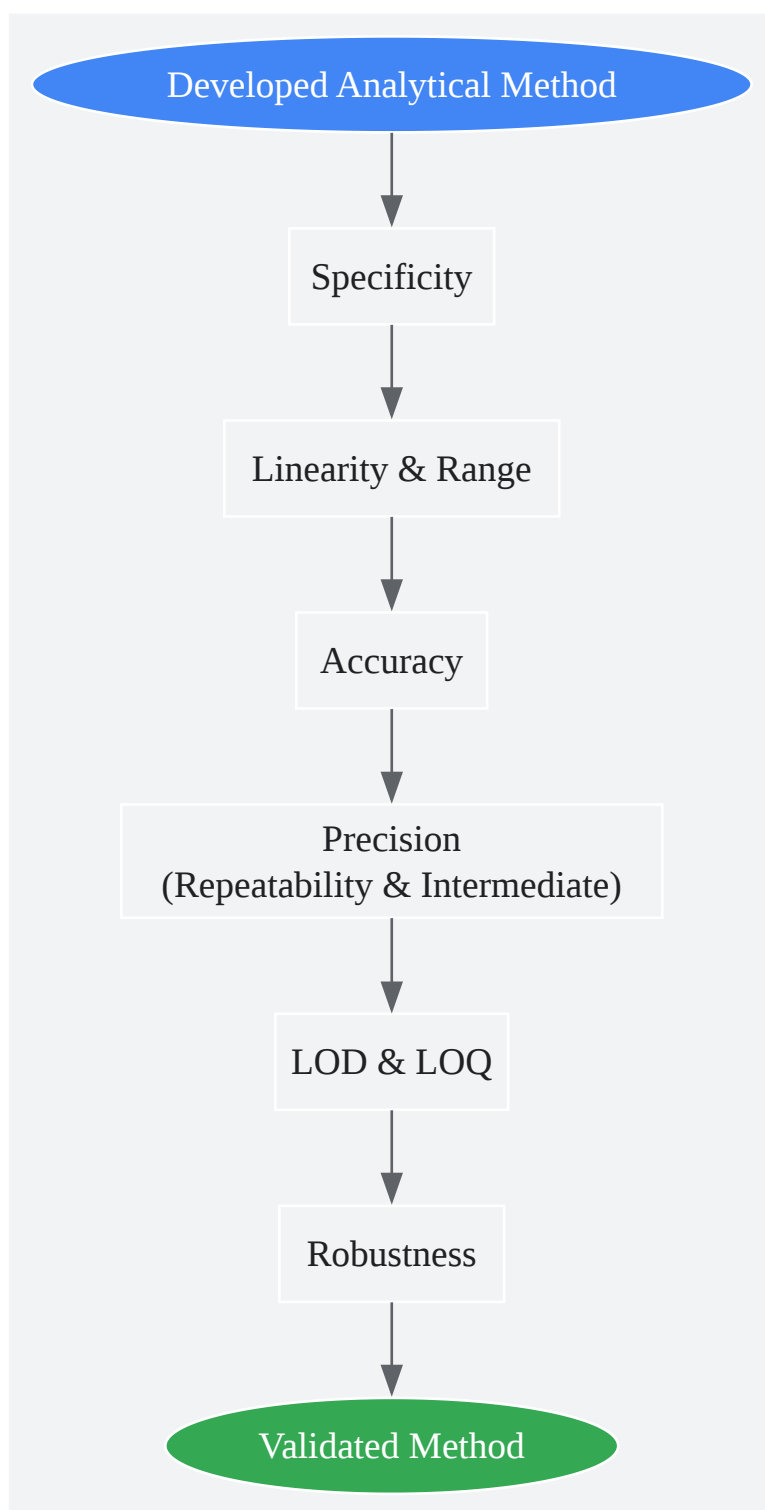 Developed Analytical Method
Specificity
Linearity & Range
Accuracy
Precision
(Repeatability & Intermediate)
LOD & LOQ
Robustness
Validated Method